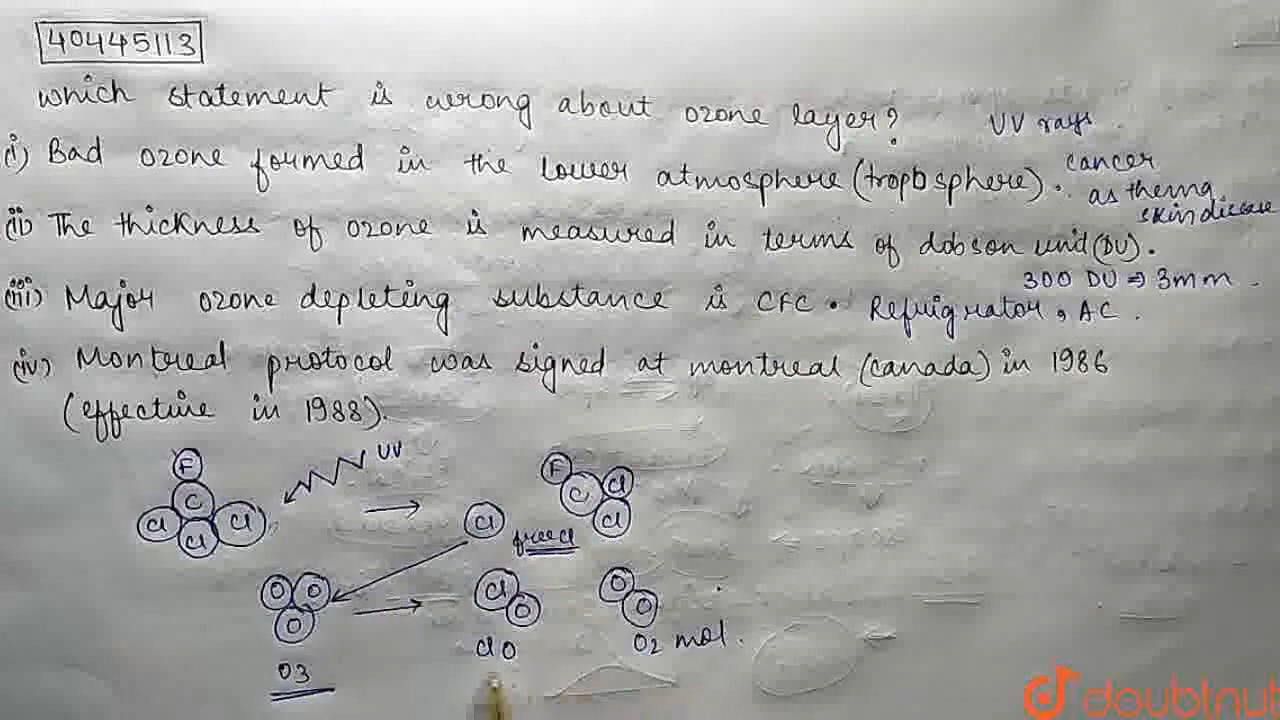 40445113
which statement is wrong about ozone layer?
UV rays
(i) Bad ozone formed in the lower atmosphere (troposphere).
cancer
as thema
skin diecase
(ii) The thickness of ozone is measured in terms of dobson unit (DU).
300 DU ⇒ 3mm.
(iii) Major ozone depleting substance is CFC.
Refrigrator, AC.
(iv) Montreal protocol was signed at montreal (canada) in 1986
(effective in 1988).
UV
F
C
Cl Cl Cl
Cl
free Cl
F
C Cl
Cl
O O
O
O3
Cl O
ClO
O
O
O2 mol.
doubtnut